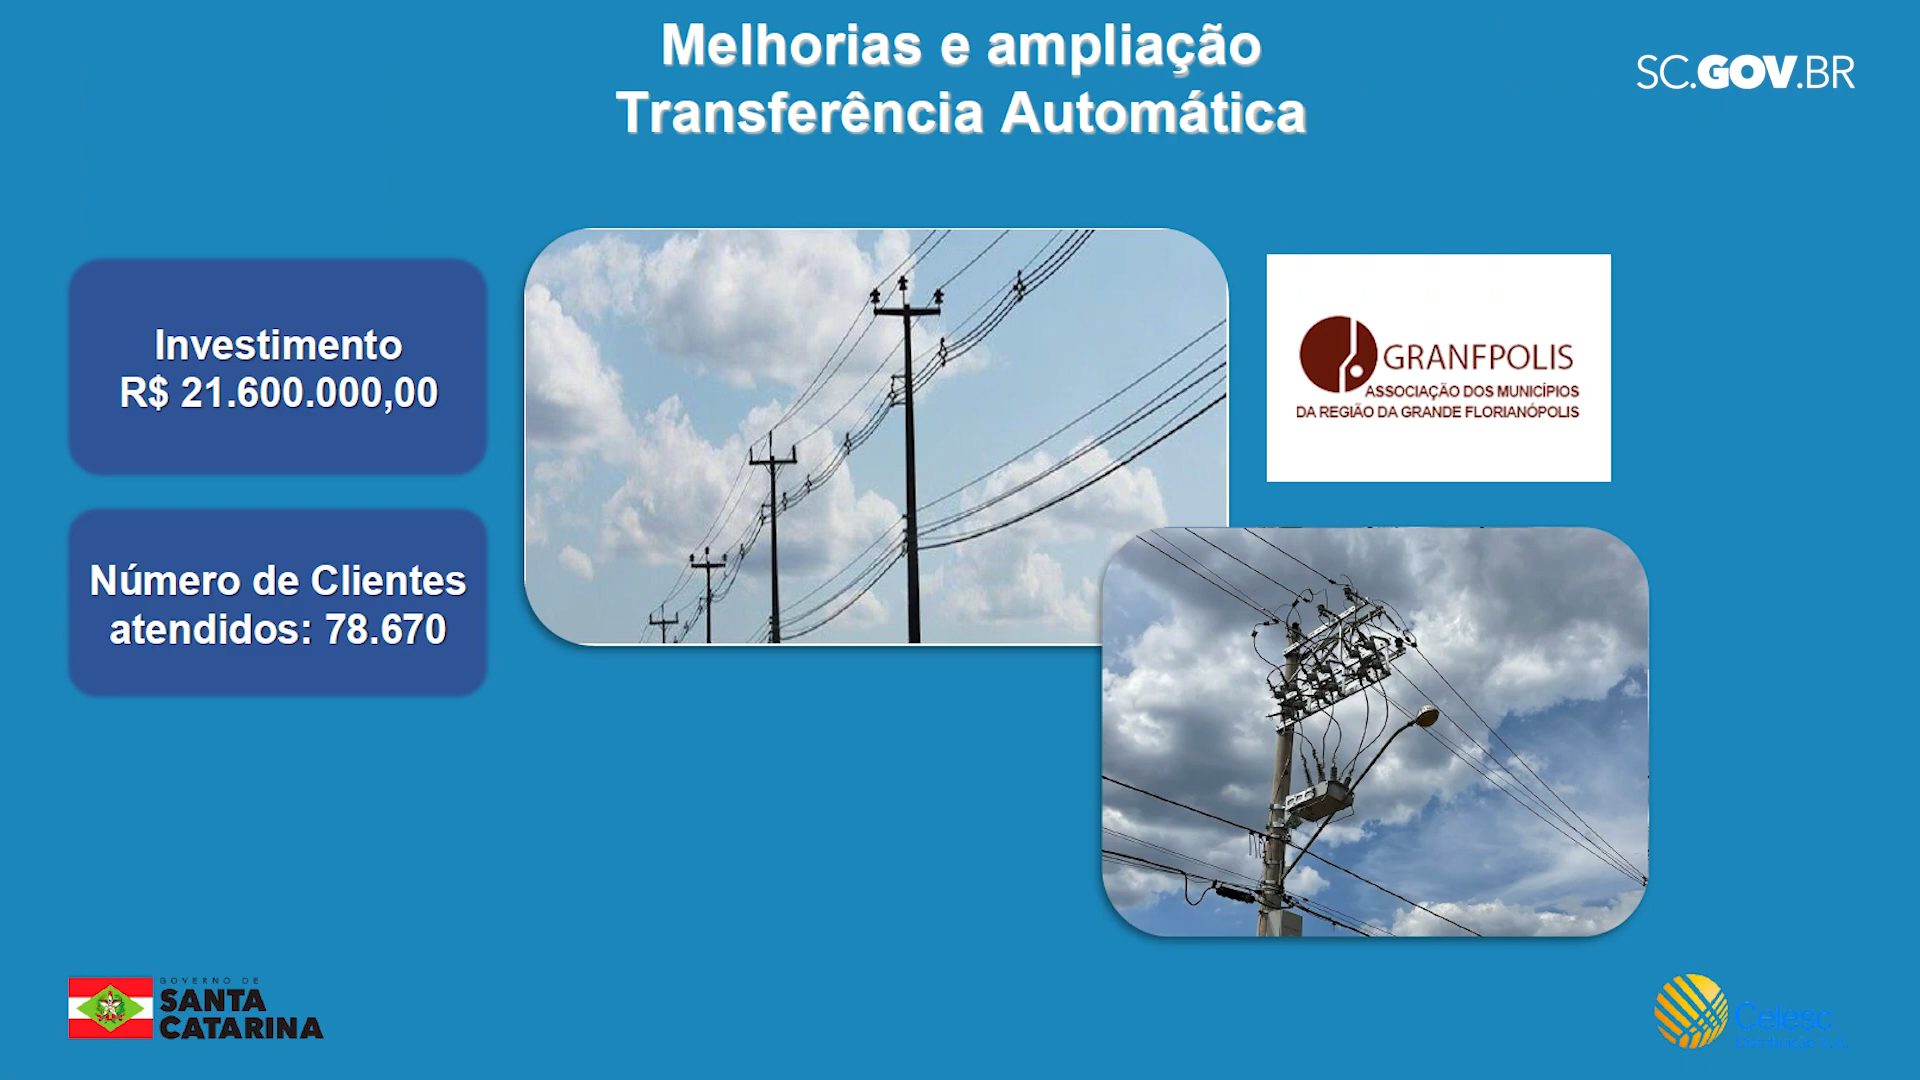 Melhorias e ampliação
Transferência Automática
SC.GOV.BR
Investimento
R$ 21.600.000,00
GRANFPOLIS
ASSOCIAÇÃO DOS MUNICÍPIOS
DA REGIÃO DA GRANDE FLORIANÓPOLIS
Número de Clientes
atendidos: 78.670
GOVERNO DE
SANTA
CATARINA
Celesc
Distribuição S.A.